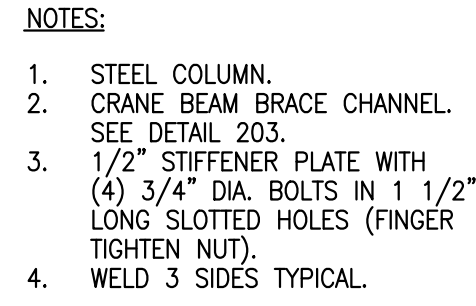 NOTES:
1. STEEL COLUMN.
2. CRANE BEAM BRACE CHANNEL.
SEE DETAIL 203.
3. 1/2" STIFFENER PLATE WITH
(4) 3/4" DIA. BOLTS IN 1 1/2"
LONG SLOTTED HOLES (FINGER
TIGHTEN NUT).
4. WELD 3 SIDES TYPICAL.